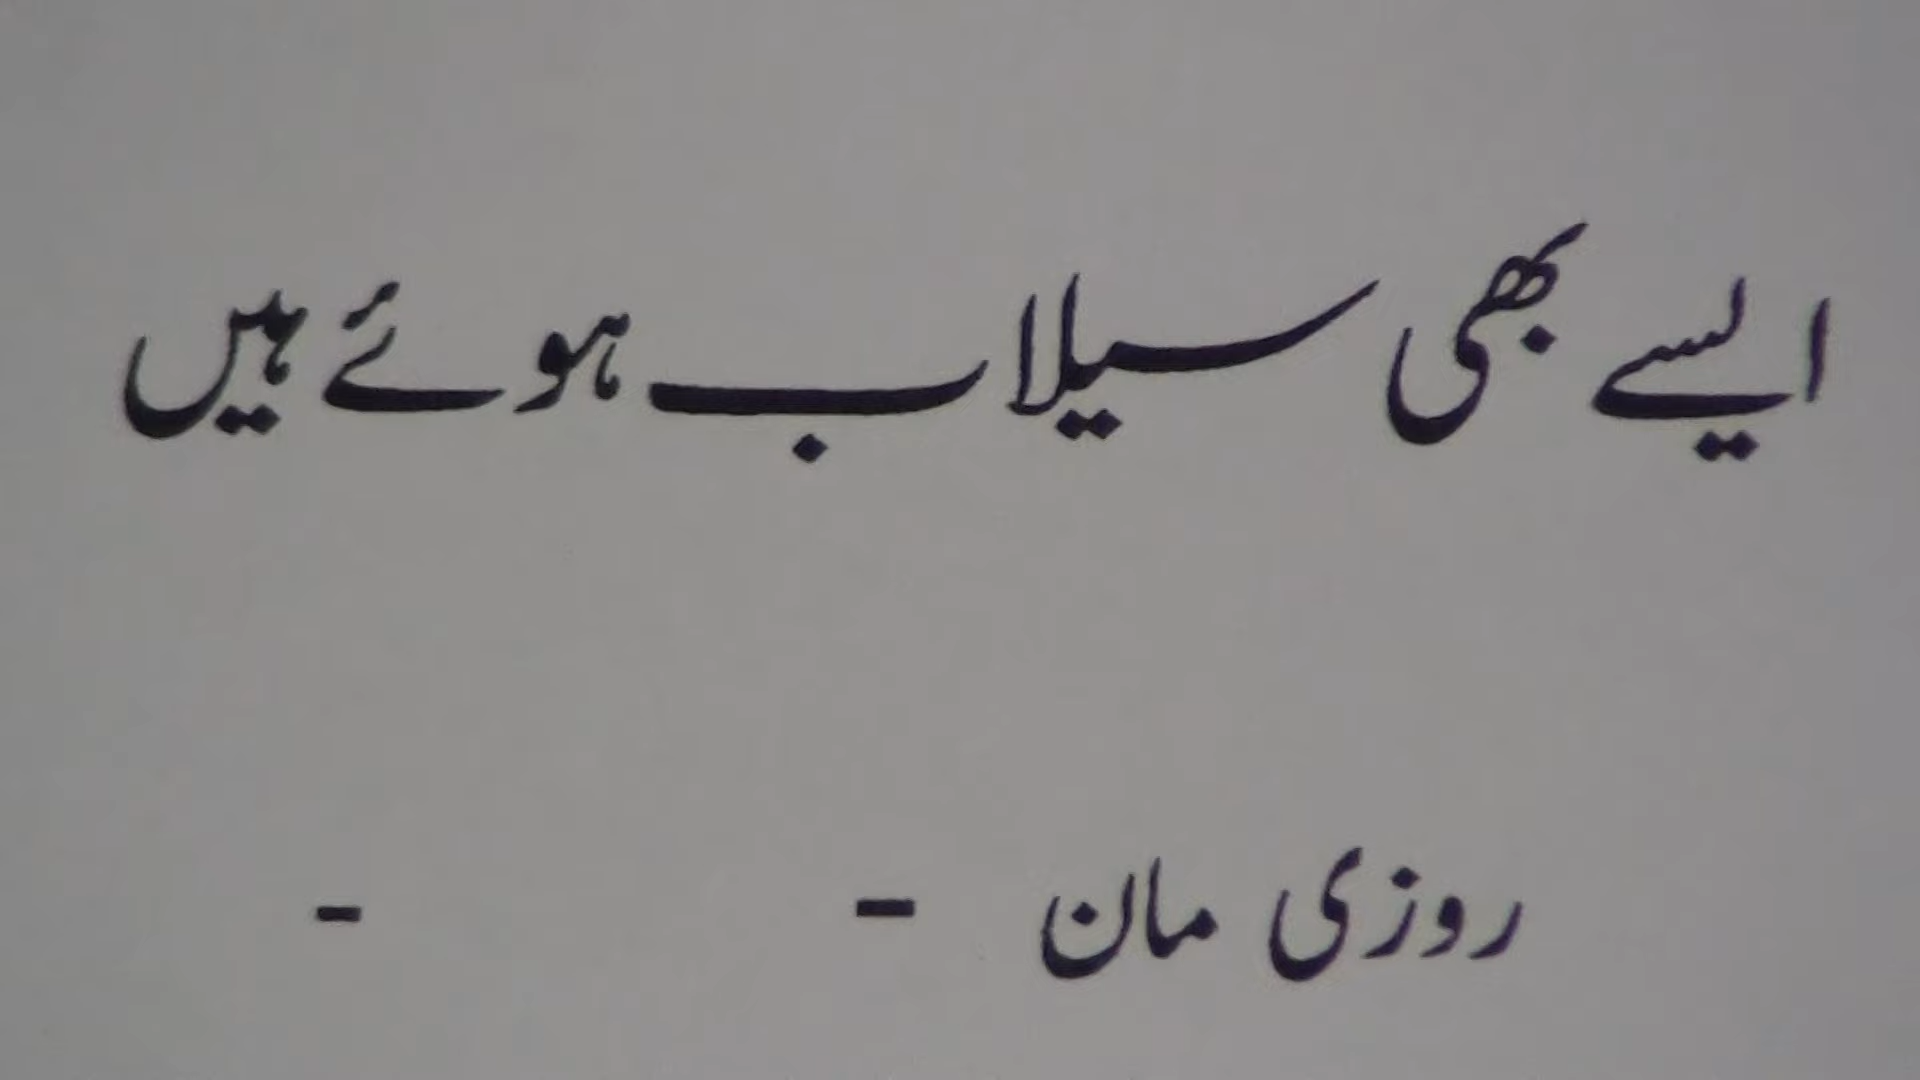 ایسے بھی سیلاب ہوئے ہیں
روزی مان - -